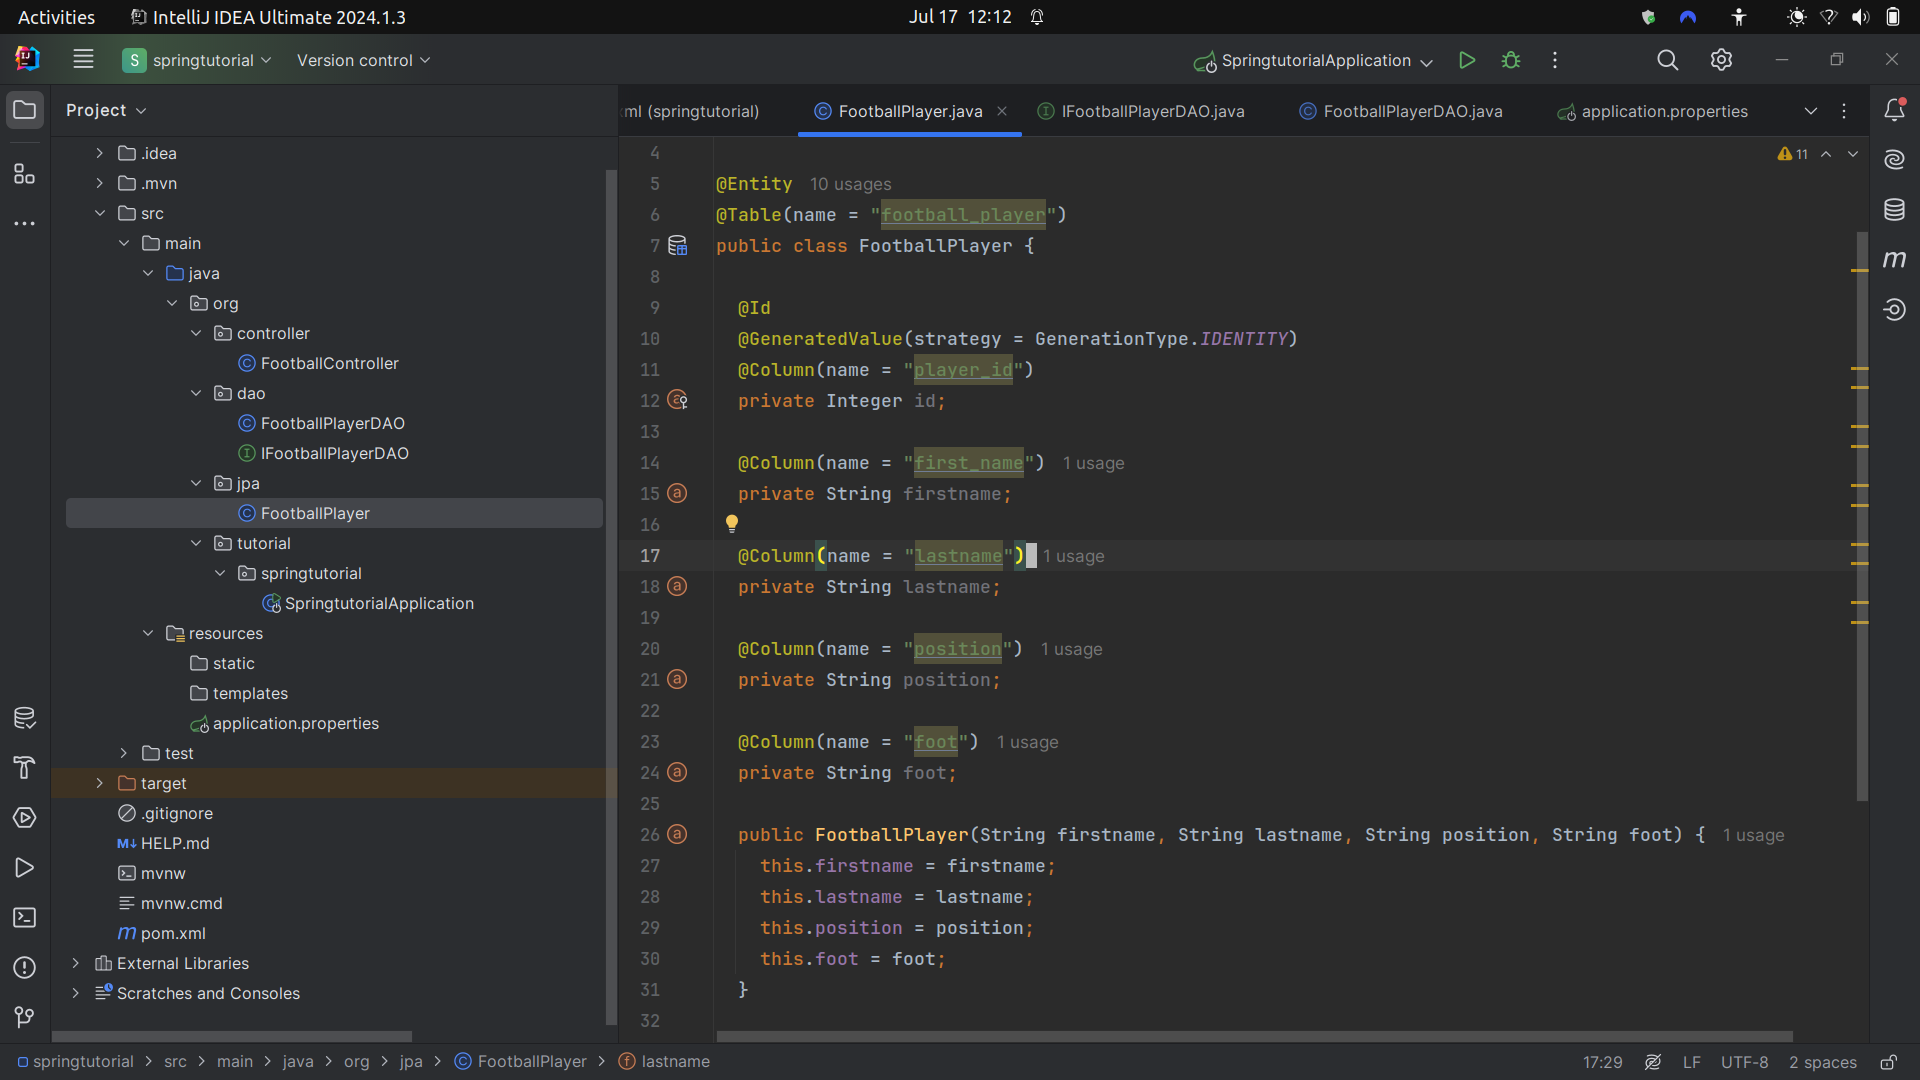 Activities IntelliJ IDEA Ultimate 2024.1.3 Jul 17 12:12
S springtutorial Version control SpringtutorialApplication
Project
ml (springtutorial) FootballPlayer.java IFootballPlayerDAO.java FootballPlayerDAO.java application.properties
.idea
.mvn
src
main
java
org
controller
FootballController
dao
FootballPlayerDAO
IFootballPlayerDAO
jpa
FootballPlayer
tutorial
springtutorial
SpringtutorialApplication
resources
static
templates
application.properties
test
target
.gitignore
HELP.md
mvnw
mvnw.cmd
pom.xml
External Libraries
Scratches and Consoles
11
4
5 @Entity 10 usages
6 @Table(name = "football_player")
7 public class FootballPlayer {
8
9 @Id
10 @GeneratedValue(strategy = GenerationType.IDENTITY)
11 @Column(name = "player_id")
12 private Integer id;
13
14 @Column(name = "first_name") 1 usage
15 private String firstname;
16
17 @Column(name = "lastname") 1 usage
18 private String lastname;
19
20 @Column(name = "position") 1 usage
21 private String position;
22
23 @Column(name = "foot") 1 usage
24 private String foot;
25
26 public FootballPlayer(String firstname, String lastname, String position, String foot) { 1 usage
27 this.firstname = firstname;
28 this.lastname = lastname;
29 this.position = position;
30 this.foot = foot;
31 }
32
springtutorial > src > main > java > org > jpa > FootballPlayer > lastname 17:29 LF UTF-8 2 spaces